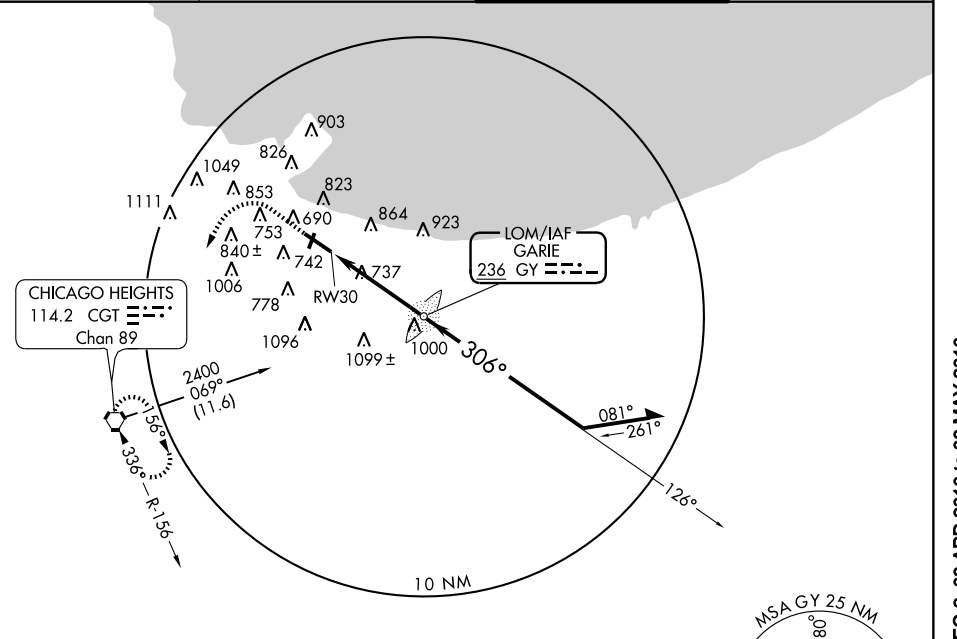 903
826
1049
853
823
1111
690
864
923
753
840 ±
742
737
1006
778
RW30
1096
1099 ±
1000
LOM/IAF
GARIE
236 GY
CHICAGO HEIGHTS
114.2 CGT
Chan 89
2400
069°
(11.6)
156°
336°
R-156
306°
081°
261°
126°
10 NM
MSA GY 25 NM